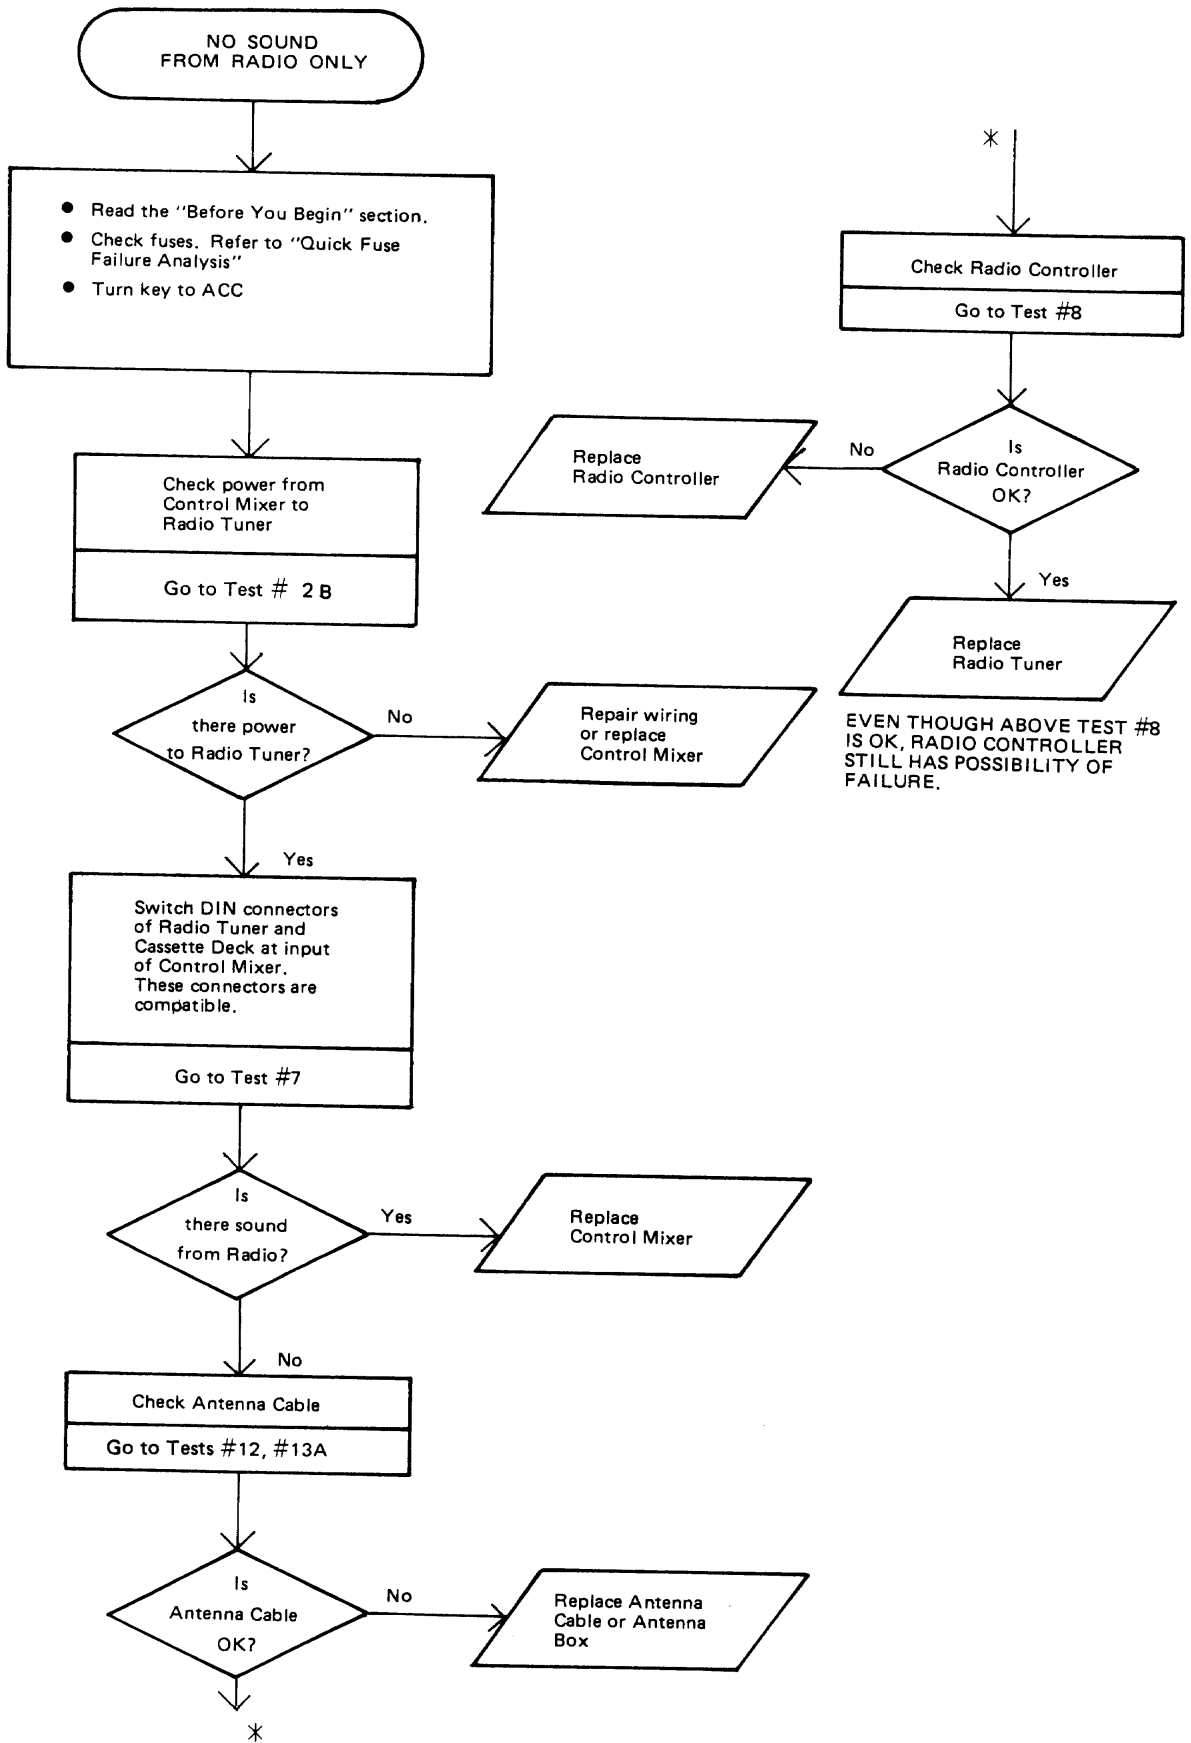 NO SOUND
FROM RADIO ONLY
● Read the "Before You Begin" section.
● Check fuses. Refer to "Quick Fuse
Failure Analysis"
● Turn key to ACC
Check power from
Control Mixer to
Radio Tuner
Go to Test # 2B
Is
there power
to Radio Tuner?
No
Repair wiring
or replace
Control Mixer
Yes
Switch DIN connectors
of Radio Tuner and
Cassette Deck at input
of Control Mixer.
These connectors are
compatible.
Go to Test #7
Is
there sound
from Radio?
Yes
Replace
Control Mixer
No
Check Antenna Cable
Go to Tests #12, #13A
Is
Antenna Cable
OK?
No
Replace Antenna
Cable or Antenna
Box
*
*
Check Radio Controller
Go to Test #8
Is
Radio Controller
OK?
No
Replace
Radio Controller
Yes
Replace
Radio Tuner
EVEN THOUGH ABOVE TEST #8
IS OK, RADIO CONTROLLER
STILL HAS POSSIBILITY OF
FAILURE.